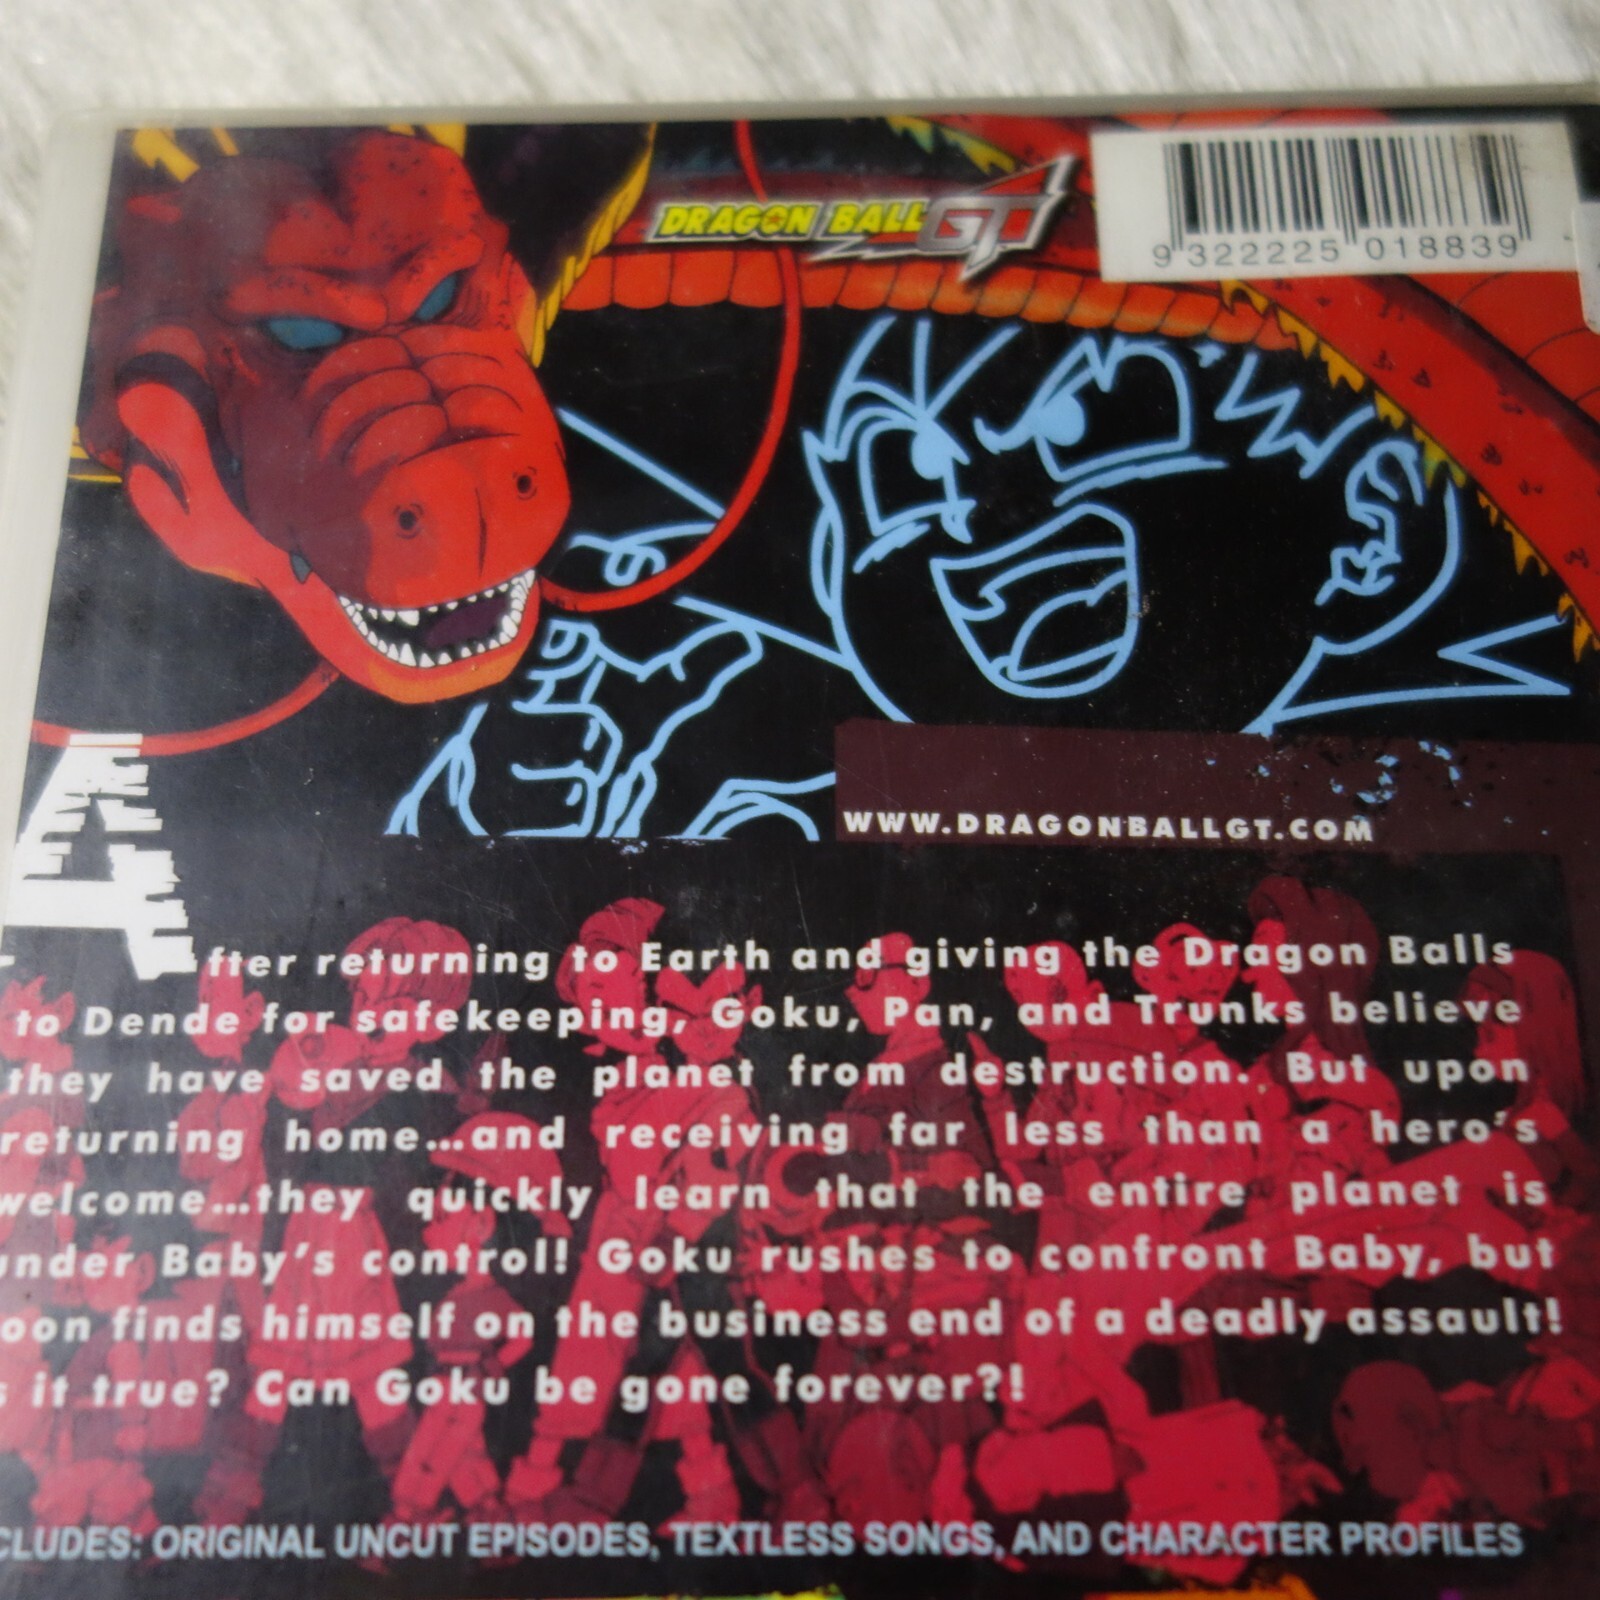 DRAGON BALL GT
9 322225 018839
WWW.DRAGONBALLGT.COM
After returning to Earth and giving the Dragon Balls
to Dende for safekeeping, Goku, Pan, and Trunks believe
they have saved the planet from destruction. But upon
returning home...and receiving far less than a hero's
welcome...they quickly learn that the entire planet is
under Baby's control! Goku rushes to confront Baby, but
oon finds himself on the business end of a deadly assault!
s it true? Can Goku be gone forever?!
CLUDES: ORIGINAL UNCUT EPISODES, TEXTLESS SONGS, AND CHARACTER PROFILES